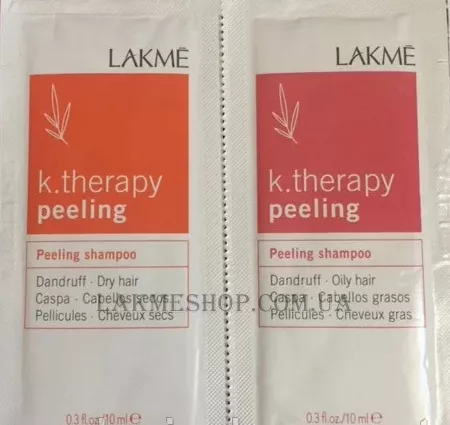 LAKMĒ
k.therapy
peeling
Peeling shampoo
Dandruff · Dry hair
Caspa · Cabellos secos
Pellicules · Cheveux secs
0.3 fl.oz/10 ml ℮
LAKMĒ
k.therapy
peeling
Peeling shampoo
Dandruff · Oily hair
Caspa · Cabellos grasos
Pellicules · Cheveux gras
0.3 fl.oz./10 ml ℮
LAKMESHOP.COM.UA